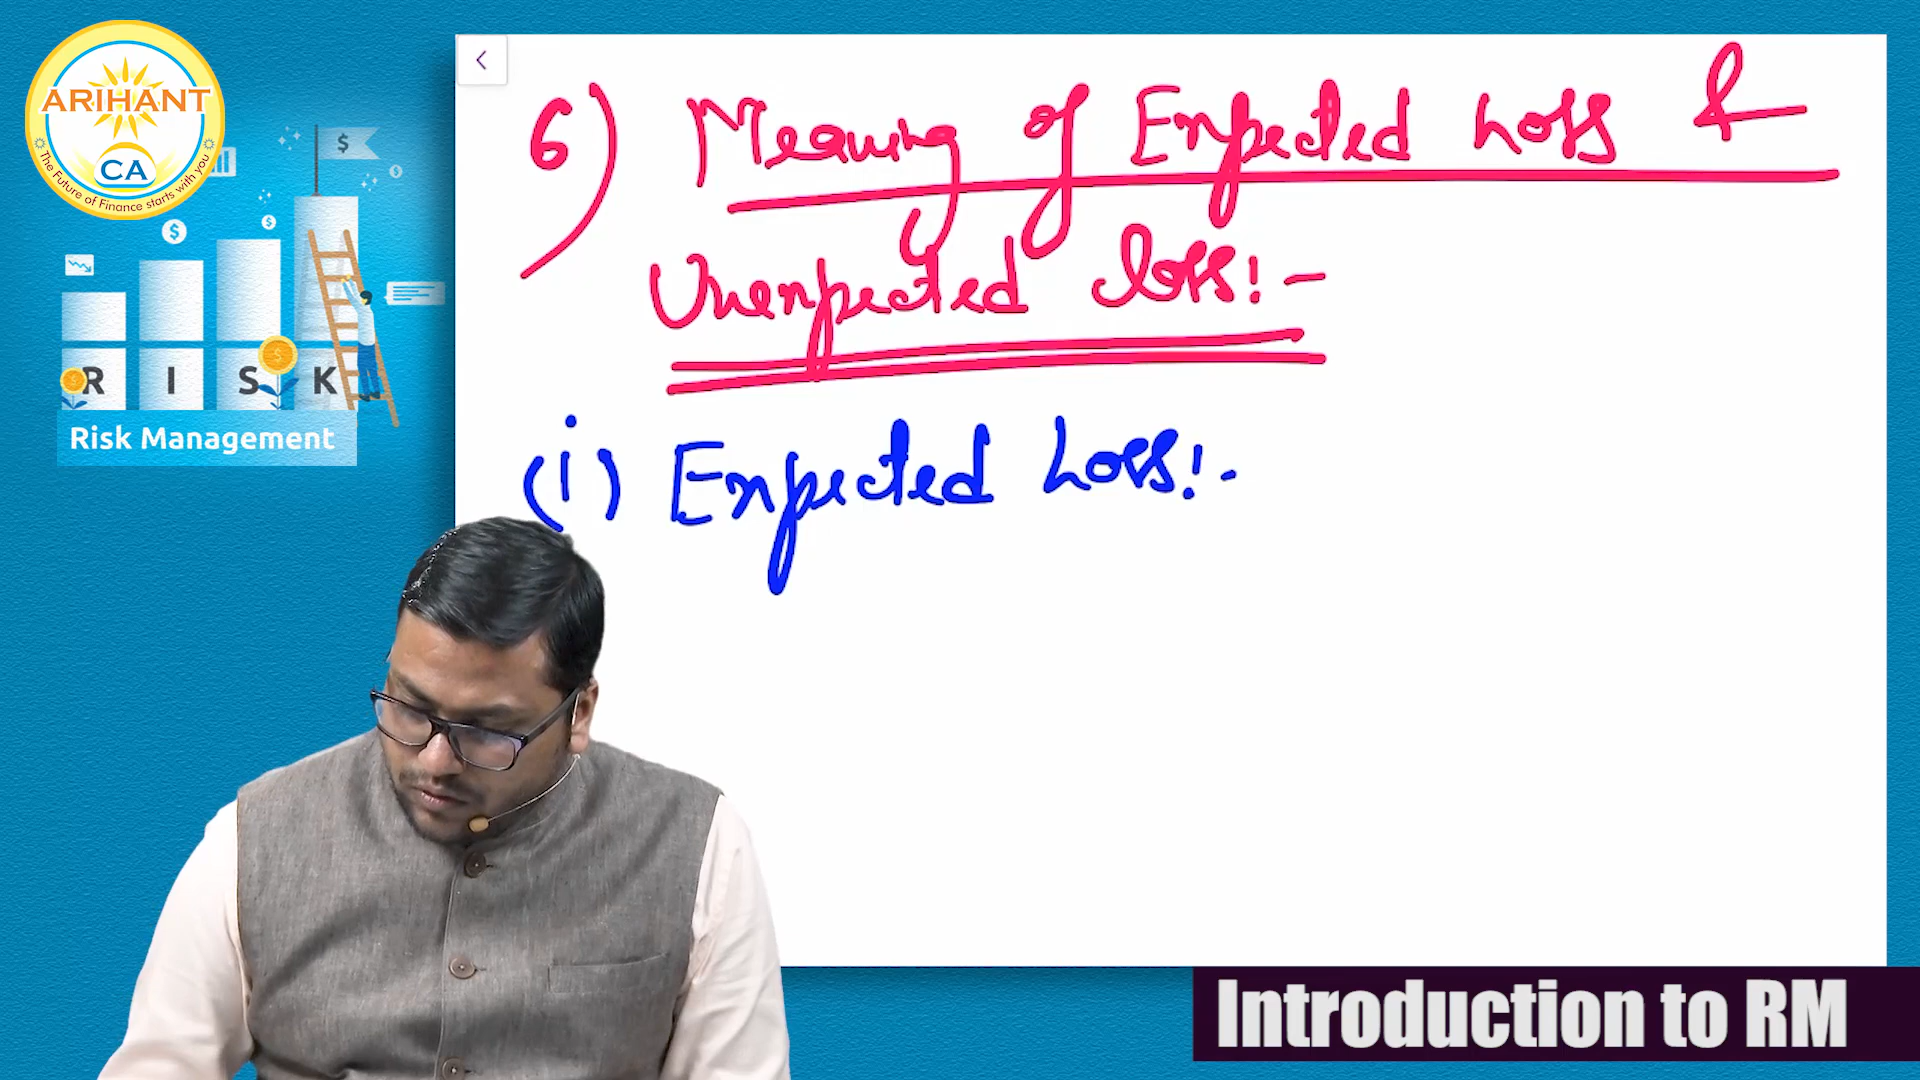 ARIHANT
CA
The Future of Finance starts with you
$
$
$
$
$
R I S K
Risk Management
6) Meaning of Expected Loss &
Unexpected loss:-
(i) Expected Loss:-
Introduction to RM